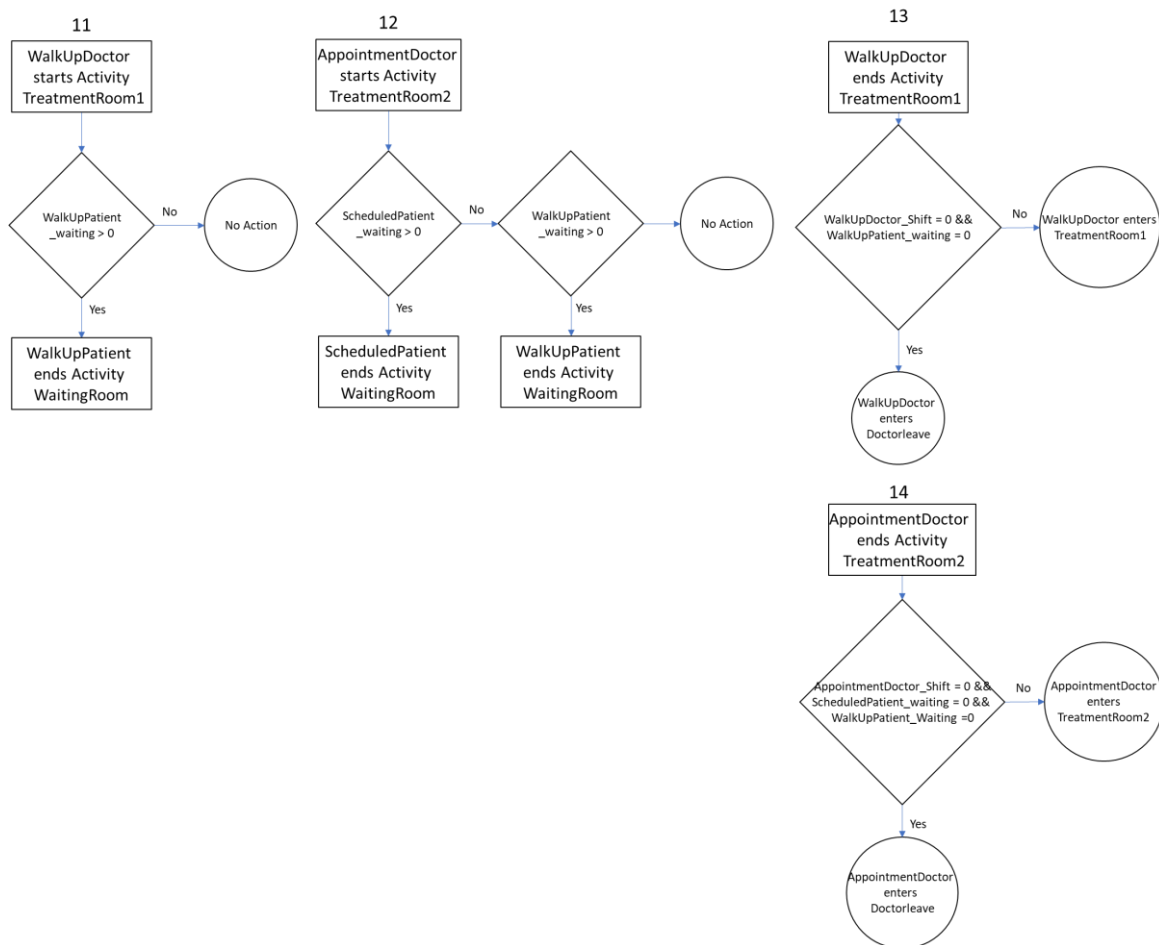 11
WalkUpDoctor
starts Activity
TreatmentRoom1
WalkUpPatient
_waiting > 0
No
No Action
Yes
WalkUpPatient
ends Activity
WaitingRoom
12
AppointmentDoctor
starts Activity
TreatmentRoom2
ScheduledPatient
_waiting > 0
No
WalkUpPatient
_waiting > 0
No Action
Yes
ScheduledPatient
ends Activity
WaitingRoom
Yes
WalkUpPatient
ends Activity
WaitingRoom
13
WalkUpDoctor
ends Activity
TreatmentRoom1
WalkUpDoctor_Shift = 0 &&
WalkUpPatient_waiting = 0
No
WalkUpDoctor enters
TreatmentRoom1
Yes
WalkUpDoctor
enters
Doctorleave
14
AppointmentDoctor
ends Activity
TreatmentRoom2
AppointmentDoctor_Shift = 0 &&
ScheduledPatient_waiting = 0 &&
WalkUpPatient_Waiting =0
No
AppointmentDoctor
enters
TreatmentRoom2
Yes
AppointmentDoctor
enters
Doctorleave